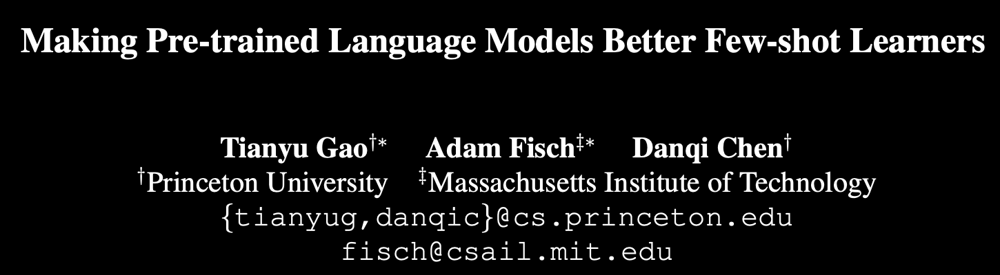 Making Pre-trained Language Models Better Few-shot Learners
Tianyu Gao†* Adam Fisch‡* Danqi Chen†
†Princeton University ‡Massachusetts Institute of Technology
{tianyug,danqic}@cs.princeton.edu
fisch@csail.mit.edu